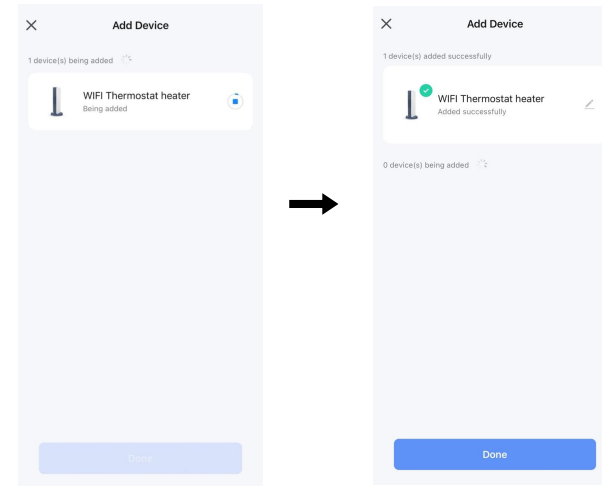 Add Device
1 device(s) being added
WIFI Thermostat heater
Being added
Done
Add Device
1 device(s) added successfully
WIFI Thermostat heater
Added successfully
0 device(s) being added
Done